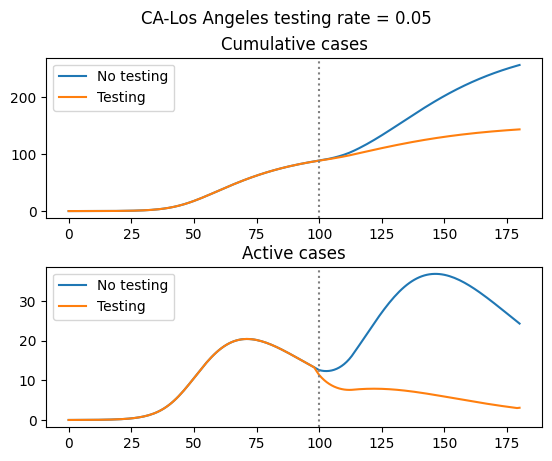 CA-Los Angeles testing rate = 0.05
Cumulative cases
No testing
Testing
200
100
0
0 25 50 75 100 125 150 175
Active cases
No testing
Testing
30
20
10
0
0 25 50 75 100 125 150 175